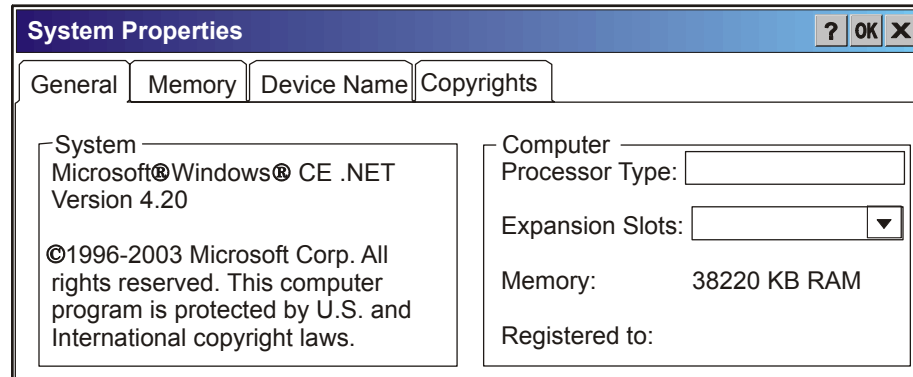 System Properties
? OK X
General Memory Device Name Copyrights
System
Microsoft®Windows® CE .NET
Version 4.20
©1996-2003 Microsoft Corp. All
rights reserved. This computer
program is protected by U.S. and
International copyright laws.
Computer
Processor Type:
Expansion Slots:
Memory: 38220 KB RAM
Registered to: